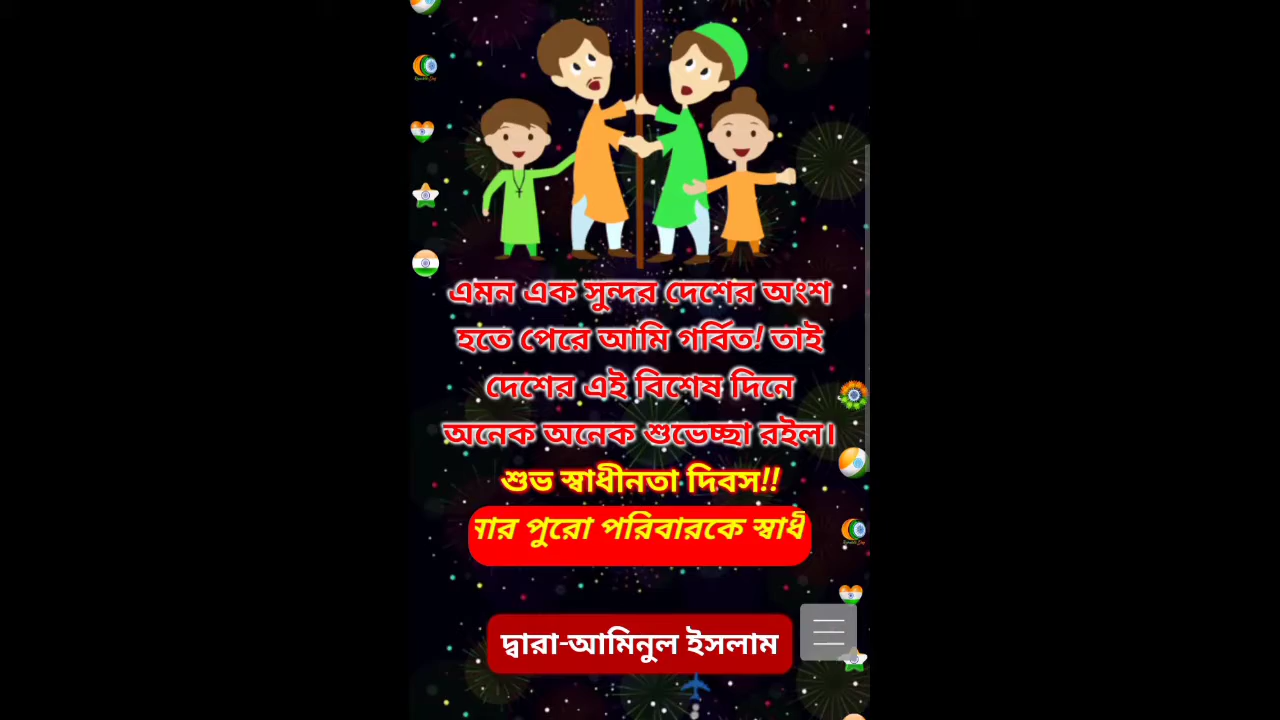 এমন এক সুন্দর দেশের অংশ
হতে পেরে আমি গর্বিত! তাই
দেশের এই বিশেষ দিনে
অনেক অনেক শুভেচ্ছা রইল।
শুভ স্বাধীনতা দিবস!!
পুরো পরিবারকে
দ্বারা-আমিনুল ইসলাম